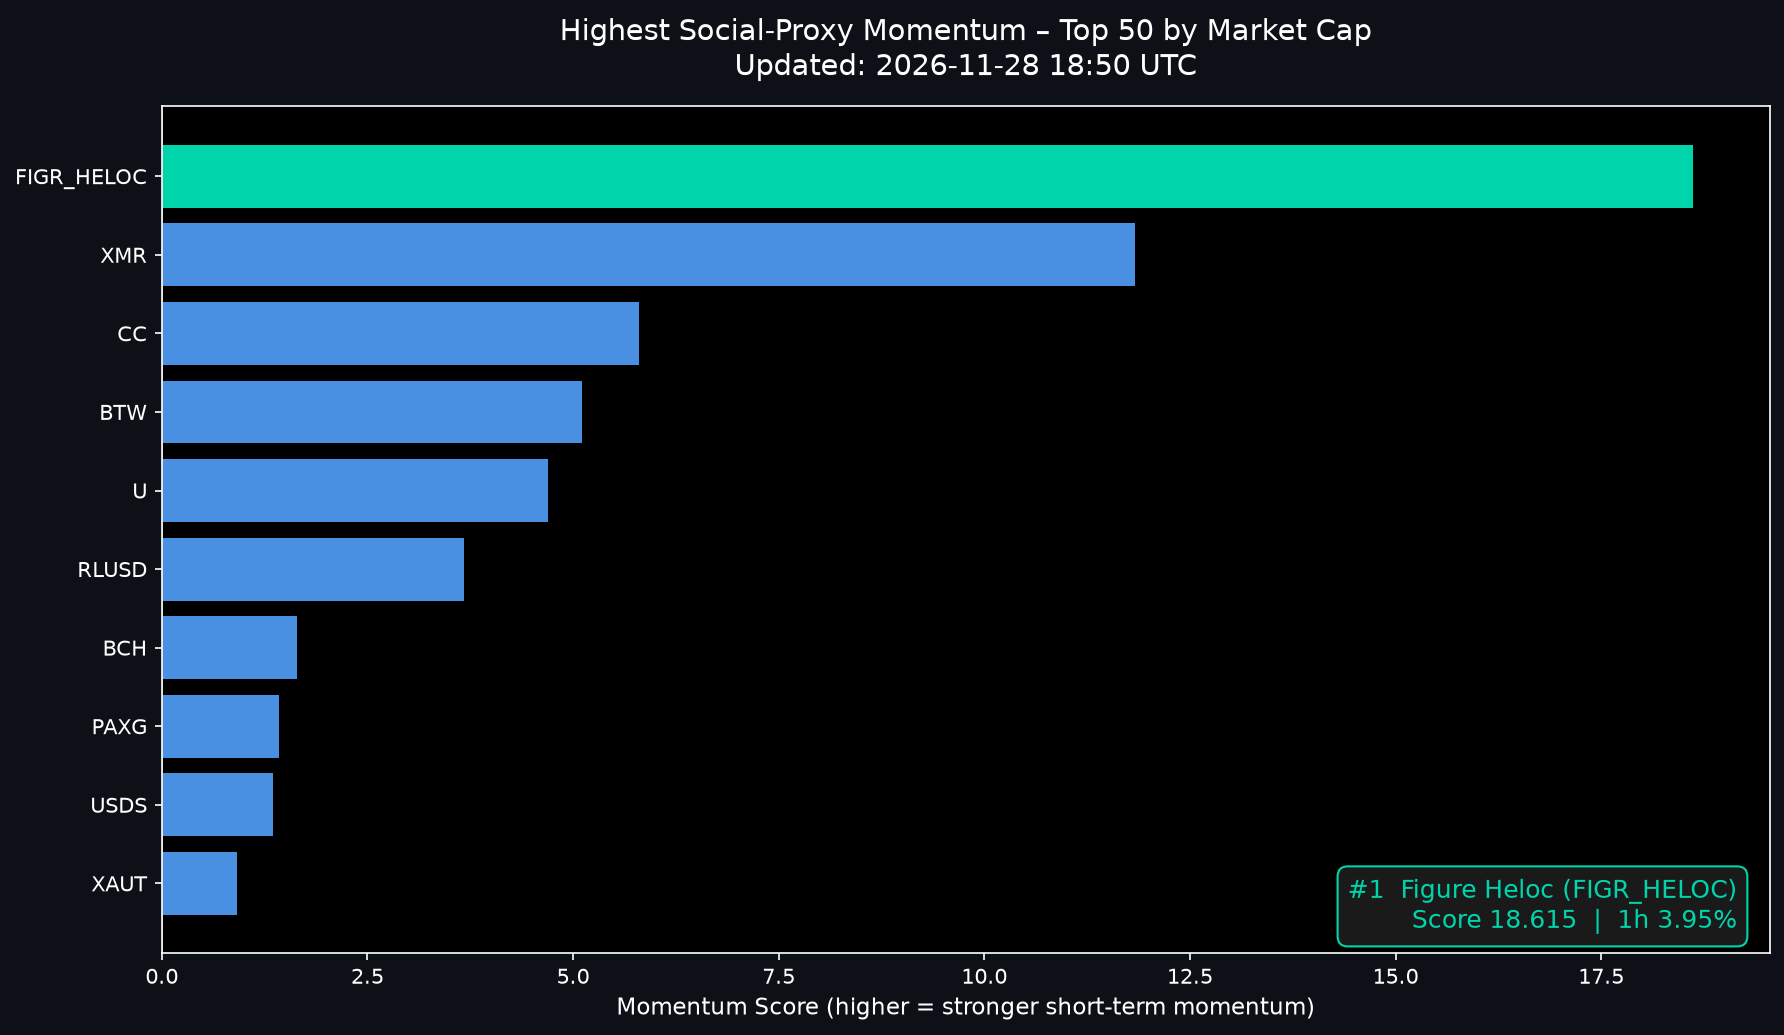 Highest Social-Proxy Momentum – Top 50 by Market Cap
Updated: 2026-11-28 18:50 UTC
FIGR_HELOC
XMR
CC
BTW
U
RLUSD
BCH
PAXG
USDS
XAUT
#1  Figure Heloc (FIGR_HELOC)
Score 18.615  |  1h 3.95%
0.0 2.5 5.0 7.5 10.0 12.5 15.0 17.5
Momentum Score (higher = stronger short-term momentum)